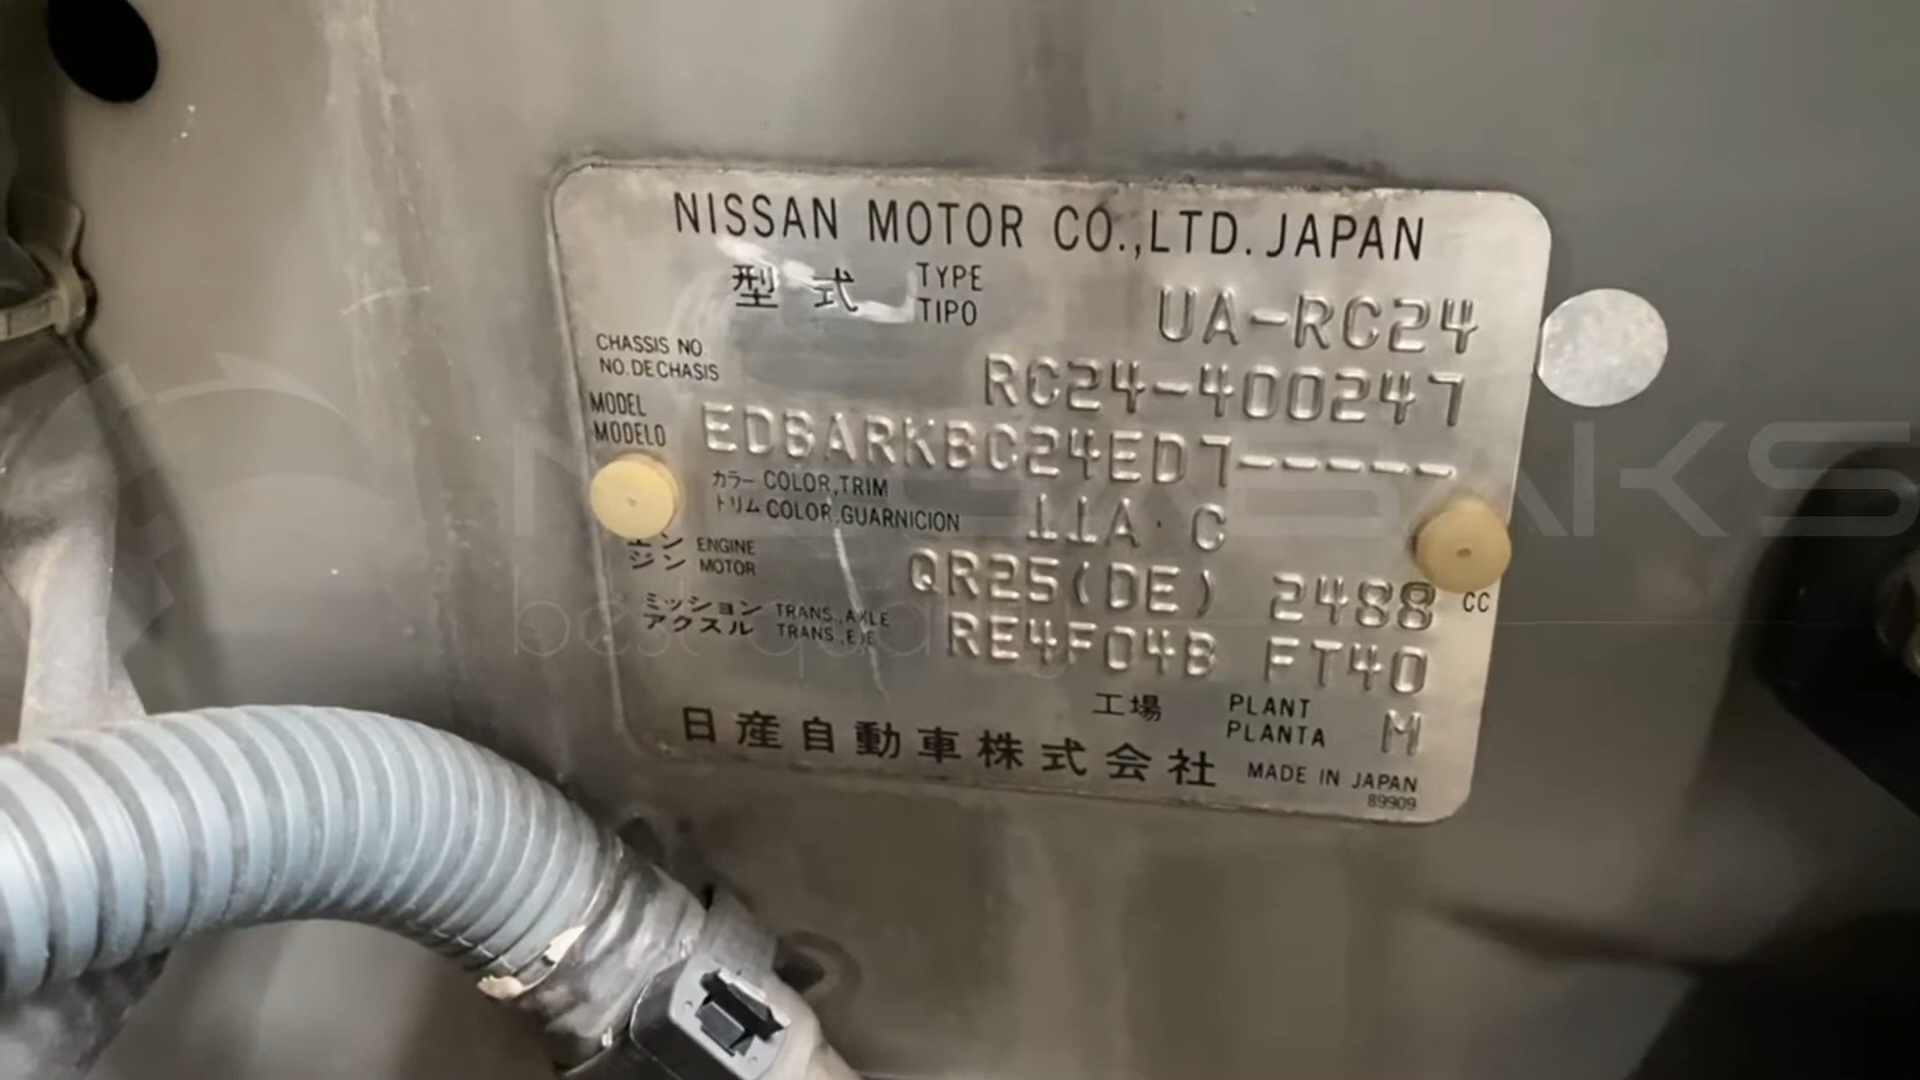 NISSAN MOTOR CO.,LTD. JAPAN
型式 TYPE TIPO UA-RC24
CHASSIS NO. NO.DE CHASIS RC24-400247
MODEL MODELO EDBARKBC24ED7-----
カラー COLOR,TRIM
トリム COLOR,GUARNICION 11A C
エンジン ENGINE MOTOR QR25(DE) 2488 CC
ミッション TRANS.,AXLE
アクスル TRANS.,EJE RE4F04B FT40
工場 PLANT PLANTA M
日産自動車株式会社 MADE IN JAPAN
89909